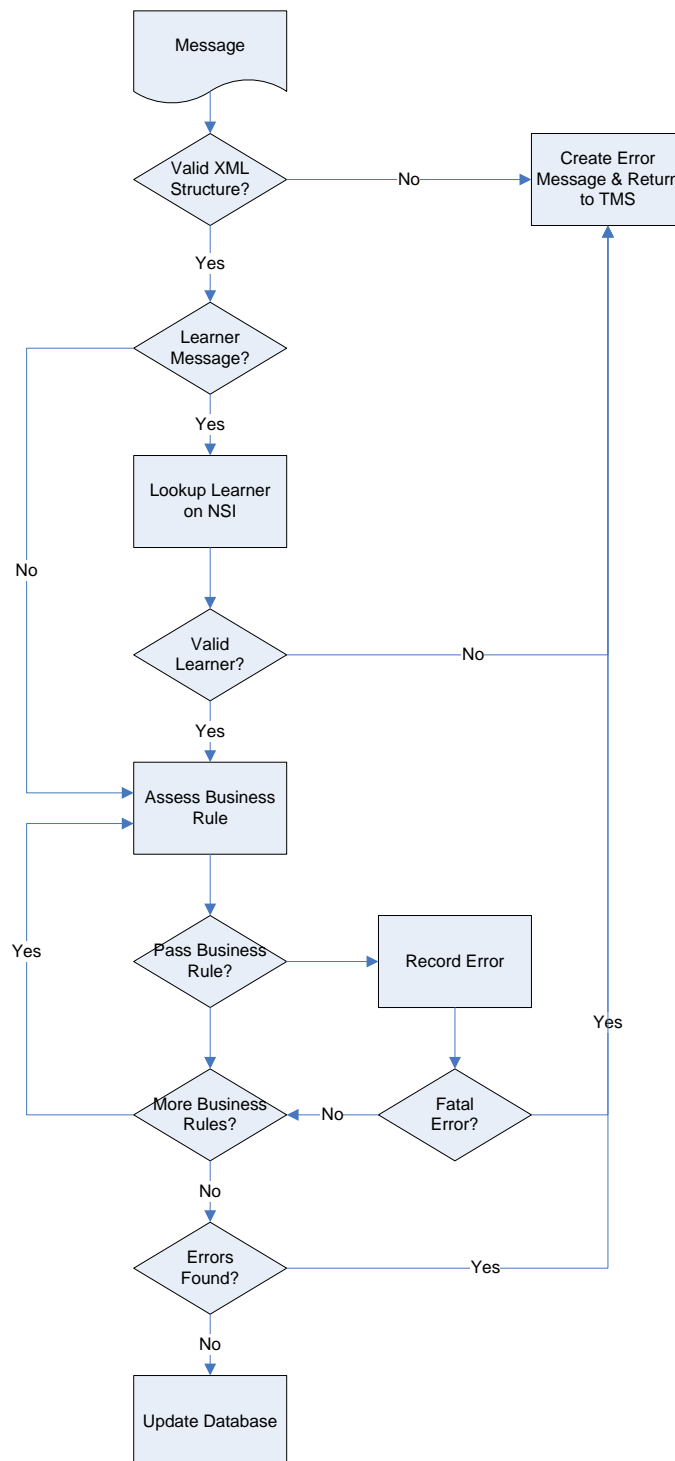 Message
Valid XML
Structure?
No
Create Error
Message & Return
to TMS
Yes
Learner
Message?
Yes
Lookup Learner
on NSI
No
Valid
Learner?
No
Yes
Assess Business
Rule
Yes
Pass Business
Rule?
Record Error
Yes
More Business
Rules?
No
Fatal
Error?
No
Errors
Found?
Yes
No
Update Database